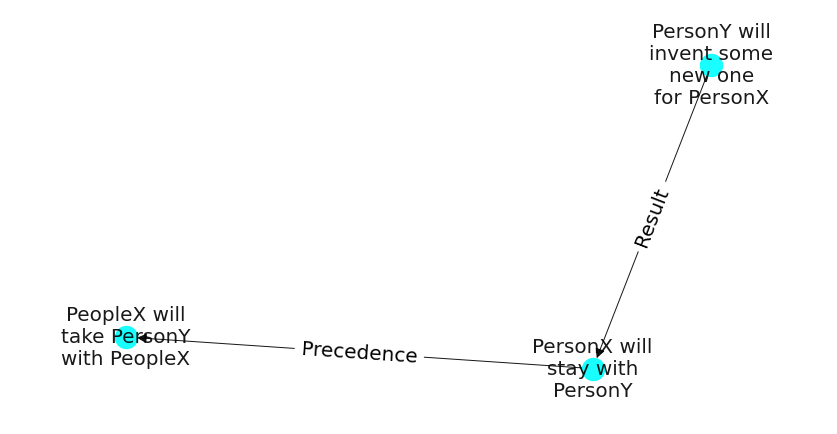 PersonY will
invent some
new one
for PersonX
Result
PeopleX will
take PersonY
with PeopleX
Precedence
PersonX will
stay with
PersonY